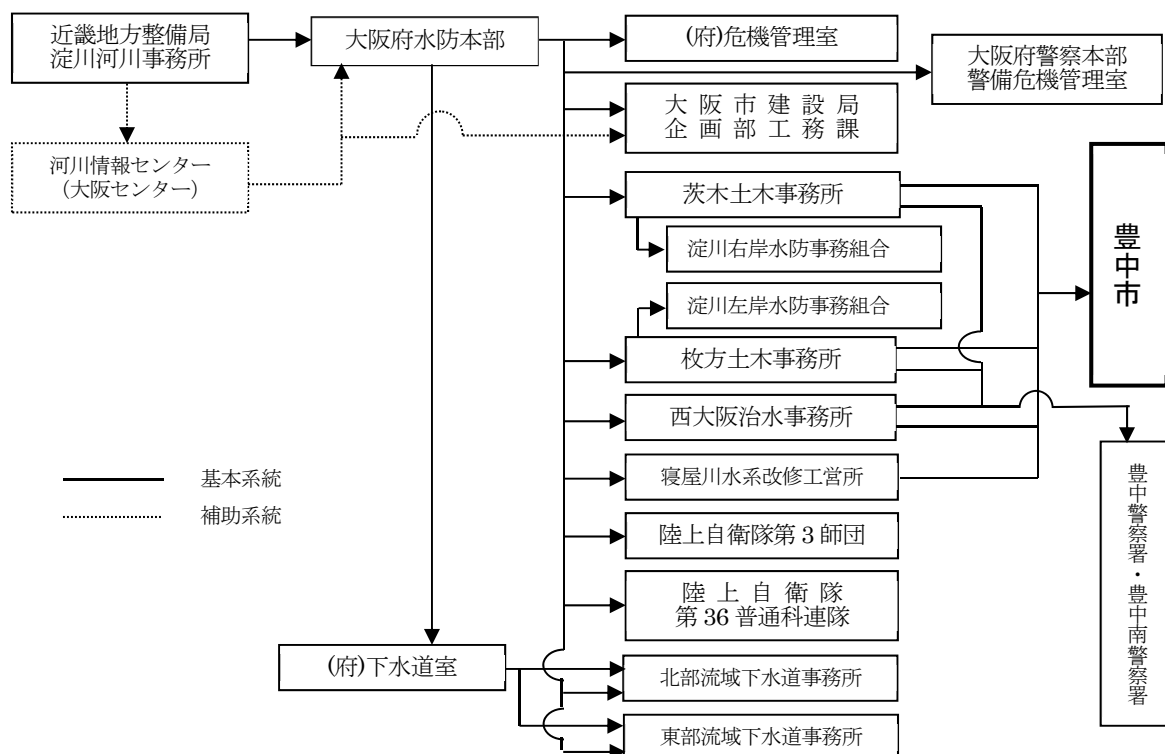 近畿地方整備局
淀川河川事務所
大阪府水防本部
(府)危機管理室
大阪府警察本部
警備危機管理室
大阪市建設局
企画部工務課
河川情報センター
(大阪センター)
茨木土木事務所
淀川右岸水防事務組合
豊中市
淀川左岸水防事務組合
枚方土木事務所
西大阪治水事務所
基本系統
寝屋川水系改修工営所
補助系統
陸上自衛隊第3師団
豊中警察署・豊中南警察署
陸上自衛隊
第36普通科連隊
(府)下水道室
北部流域下水道事務所
東部流域下水道事務所